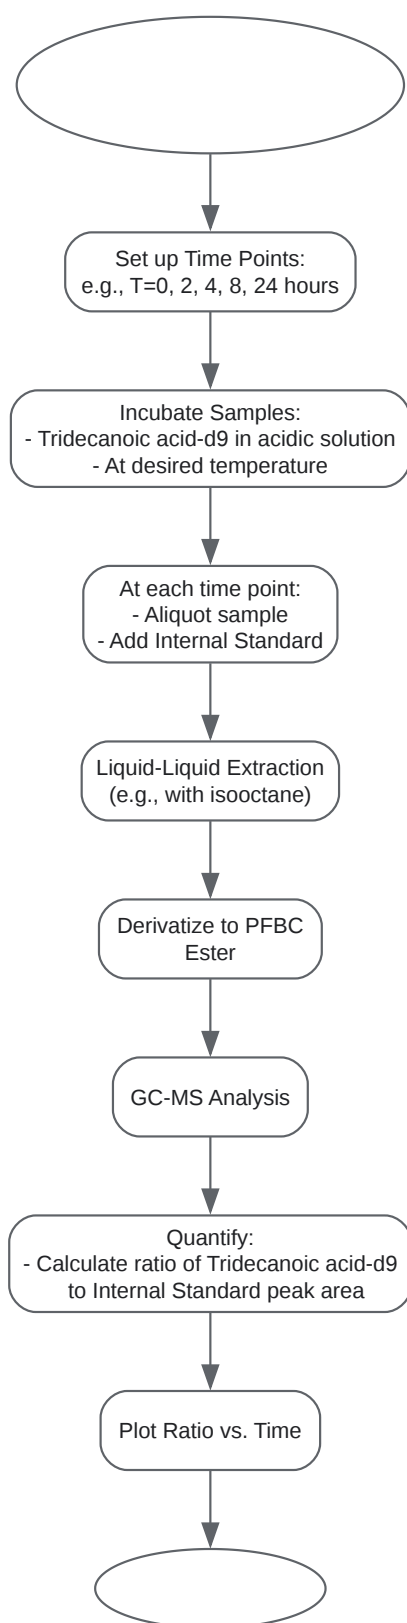 Set up Time Points:
e.g., T=0, 2, 4, 8, 24 hours
Incubate Samples:
- Tridecanoic acid-d9 in acidic solution
- At desired temperature
At each time point:
- Aliquot sample
- Add Internal Standard
Liquid-Liquid Extraction
(e.g., with isooctane)
Derivatize to PFBC
Ester
GC-MS Analysis
Quantify:
- Calculate ratio of Tridecanoic acid-d9
to Internal Standard peak area
Plot Ratio vs. Time